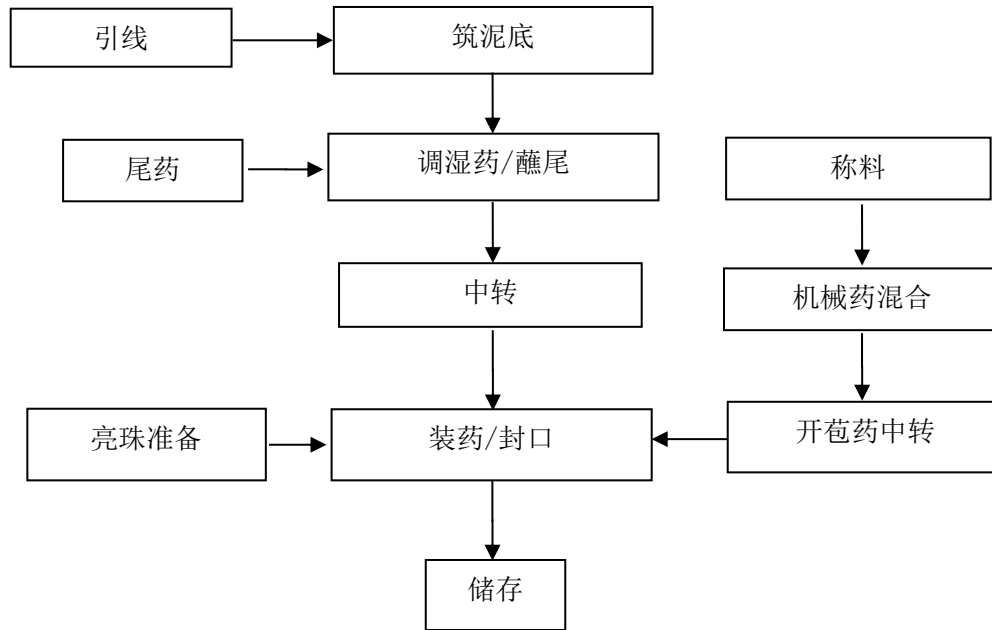 引线
筑泥底
尾药
调湿药/蘸尾
称料
中转
机械药混合
亮珠准备
装药/封口
开苞药中转
储存